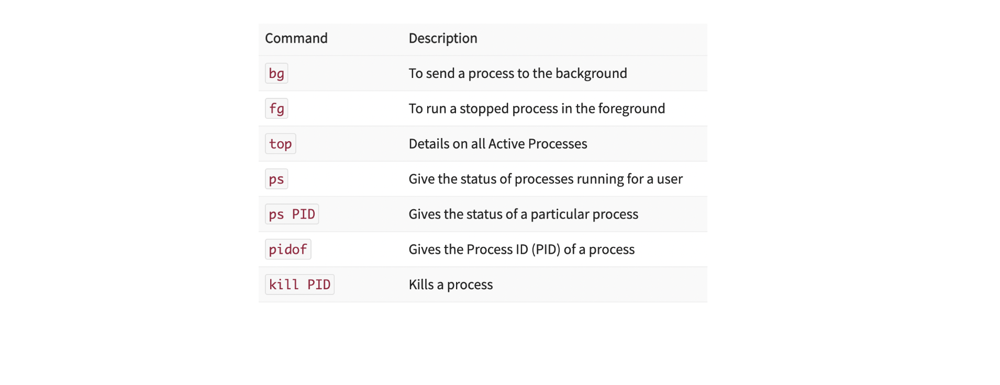 Command Description
bg To send a process to the background
fg To run a stopped process in the foreground
top Details on all Active Processes
ps Give the status of processes running for a user
ps PID Gives the status of a particular process
pidof Gives the Process ID (PID) of a process
kill PID Kills a process